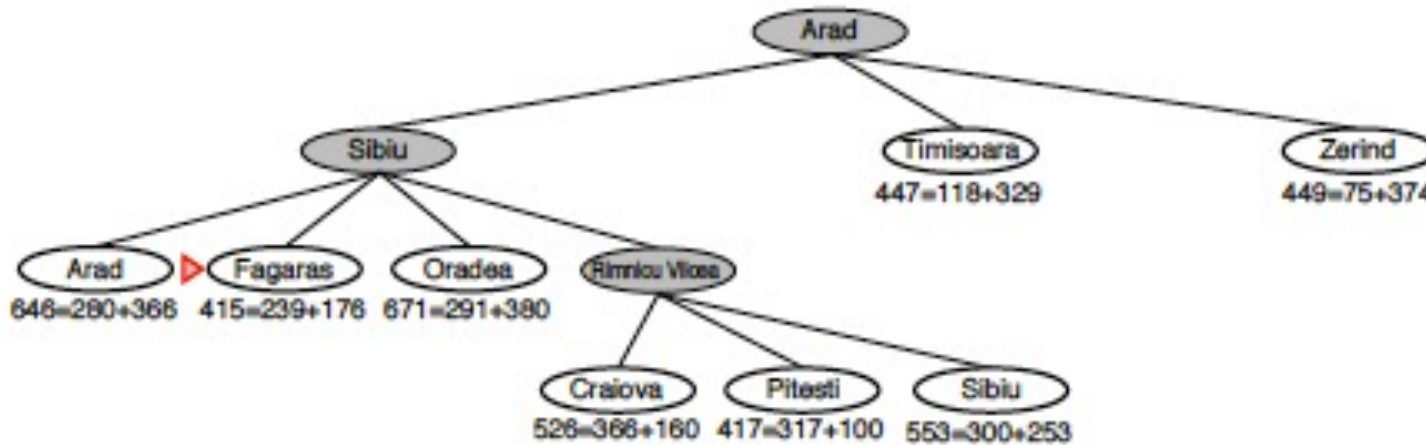 Arad
Sibiu
Timisoara
Zerind
447=118+329
449=75+374
Arad
Fagaras
Oradea
Rimnicu Vilcea
646=280+366
415=239+176
671=291+380
Craiova
Pitesti
Sibiu
526=366+160
417=317+100
553=300+253